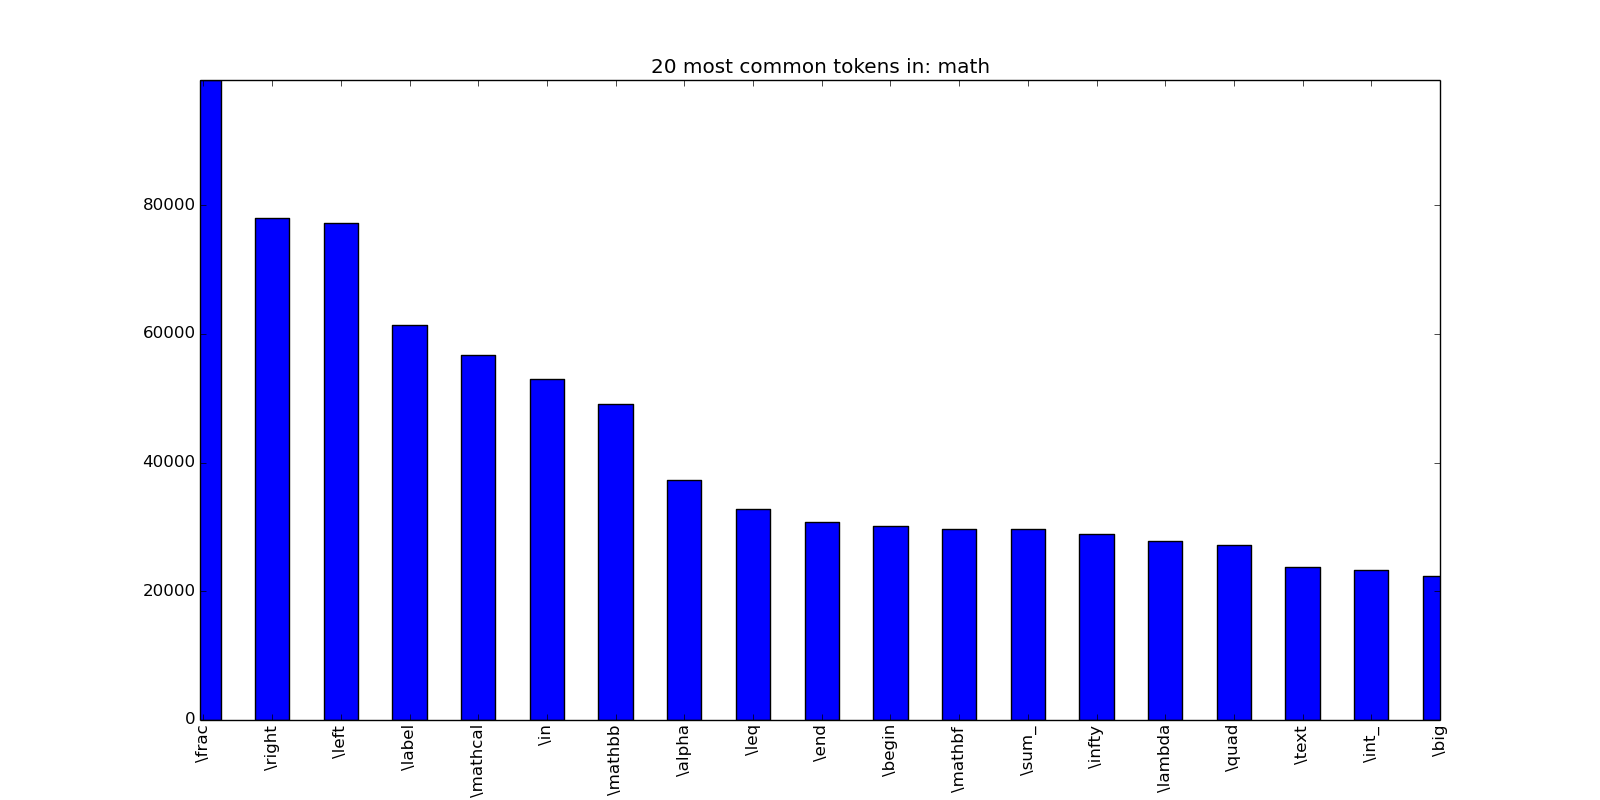 20 most common tokens in: math
80000
60000
40000
20000
0
\frac
\right
\left
\label
\mathcal
\in
\mathbb
\alpha
\leq
\end
\begin
\mathbf
\sum_
\infty
\lambda
\quad
\text
\int_
\big